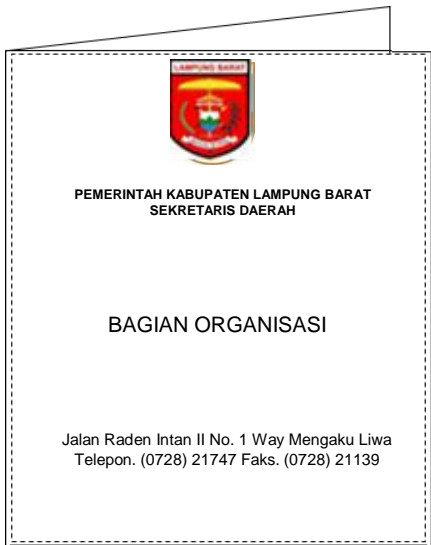 LAMPUNG BARAT
PEMERINTAH KABUPATEN LAMPUNG BARAT
SEKRETARIS DAERAH
BAGIAN ORGANISASI
Jalan Raden Intan II No. 1 Way Mengaku Liwa
Telepon. (0728) 21747 Faks. (0728) 21139